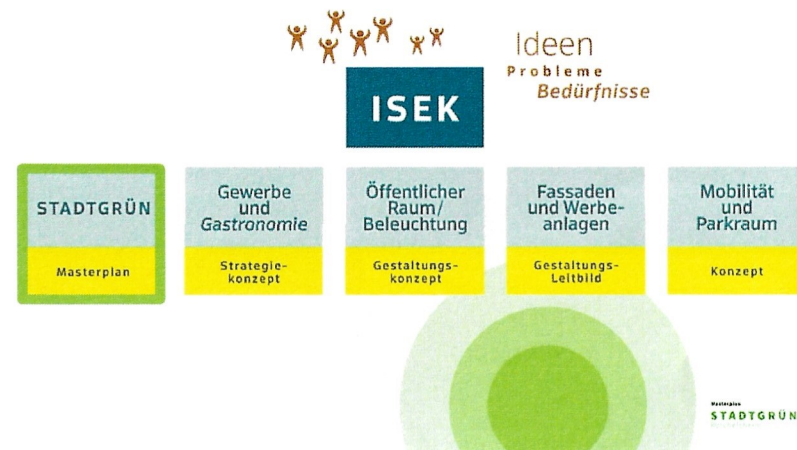 Ideen
Probleme
Bedürfnisse
ISEK
STADTGRÜN
Masterplan
Gewerbe
und
Gastronomie
Strategie-
konzept
Öffentlicher
Raum/
Beleuchtung
Gestaltungs-
konzept
Fassaden
und Werbe-
anlagen
Gestaltungs-
Leitbild
Mobilität
und
Parkraum
Konzept
Masterplan
STADTGRÜN